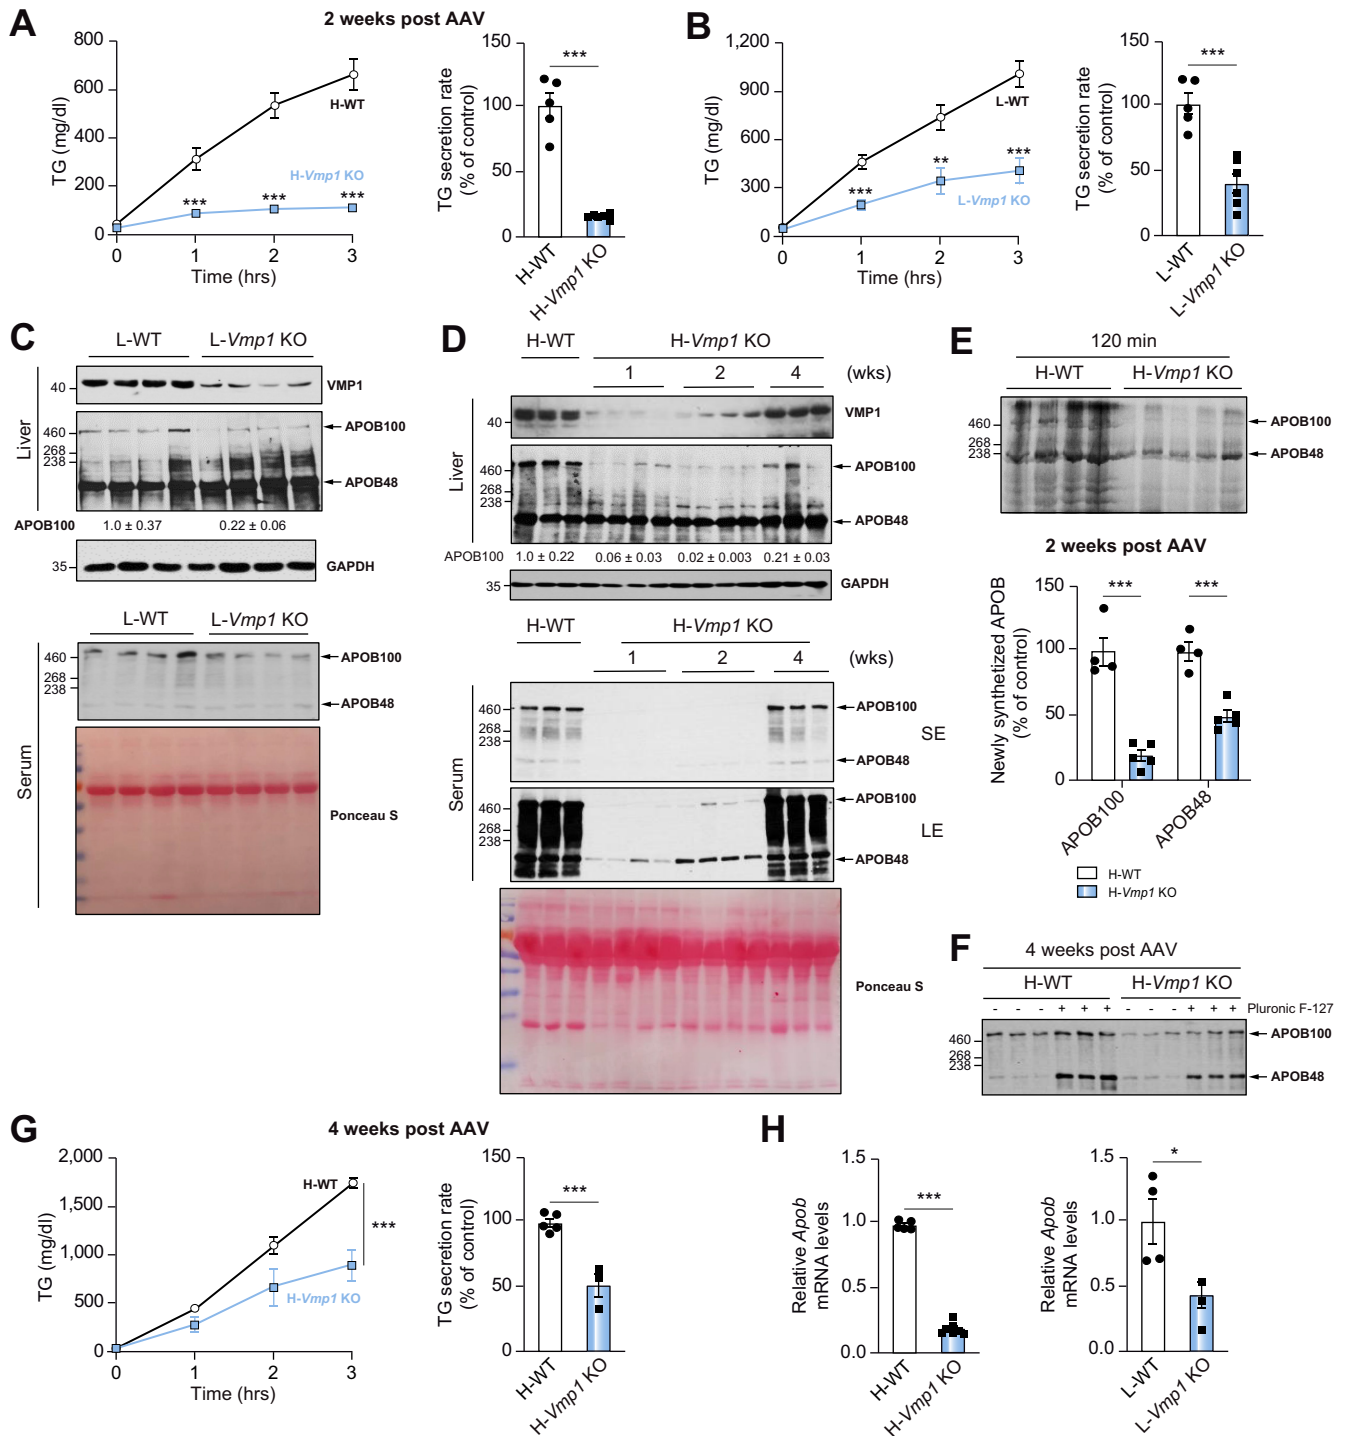 A
2 weeks post AAV
TG (mg/dl)
800
600
400
200
0
H-WT
H-Vmp1 KO
***
***
***
0
1
2
3
Time (hrs)
TG secretion rate
(% of control)
150
100
50
0
***
H-WT
H-Vmp1 KO
B
TG (mg/dl)
1,200
900
600
300
0
L-WT
L-Vmp1 KO
***
**
***
0
1
2
3
Time (hrs)
TG secretion rate
(% of control)
150
100
50
0
***
L-WT
L-Vmp1 KO
C
L-WT
L-Vmp1 KO
Liver
40
VMP1
460
268
238
APOB100
APOB48
APOB100 1.0 ± 0.37 0.22 ± 0.06
35
GAPDH
L-WT
L-Vmp1 KO
Serum
460
268
238
APOB100
APOB48
Ponceau S
D
H-WT
H-Vmp1 KO
1
2
4
(wks)
Liver
40
VMP1
460
268
238
APOB100
APOB48
APOB100 1.0 ± 0.22 0.06 ± 0.03 0.02 ± 0.003 0.21 ± 0.03
35
GAPDH
H-WT
H-Vmp1 KO
1
2
4
(wks)
Serum
460
268
238
APOB100
SE
APOB48
460
268
238
APOB100
LE
APOB48
Ponceau S
E
120 min
H-WT
H-Vmp1 KO
460
268
238
APOB100
APOB48
2 weeks post AAV
Newly synthetized APOB
(% of control)
150
100
50
0
***
***
APOB100
APOB48
H-WT
H-Vmp1 KO
F
4 weeks post AAV
H-WT
H-Vmp1 KO
- - - + + + - - - + + + Pluronic F-127
460
268
238
APOB100
APOB48
G
4 weeks post AAV
TG (mg/dl)
2,000
1,500
1,000
500
0
H-WT
H-Vmp1 KO
***
0
1
2
3
Time (hrs)
TG secretion rate
(% of control)
150
100
50
0
***
H-WT
H-Vmp1 KO
H
Relative Apob
mRNA levels
1.5
1.0
0.5
0.0
***
H-WT
H-Vmp1 KO
Relative Apob
mRNA levels
1.5
1.0
0.5
0.0
*
L-WT
L-Vmp1 KO